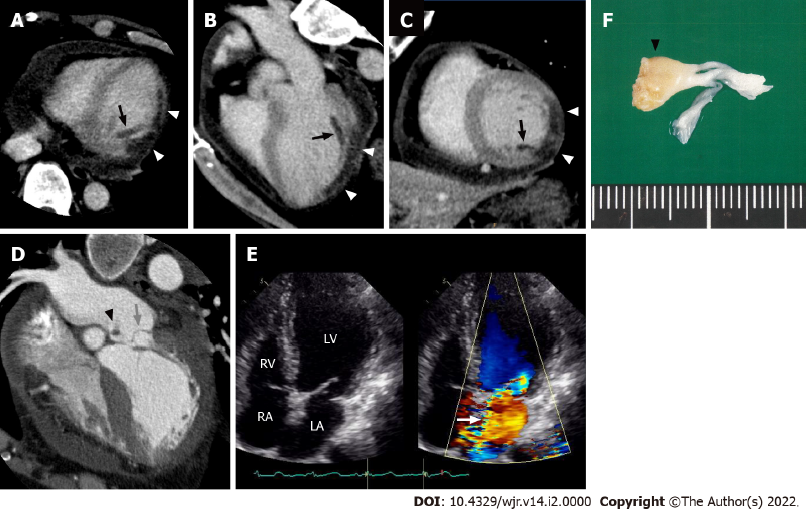 A
B
C
F
D
E
LV
RV
RA
LA
DOI: 10.4329/wjr.v14.i2.0000 Copyright ©The Author(s) 2022.